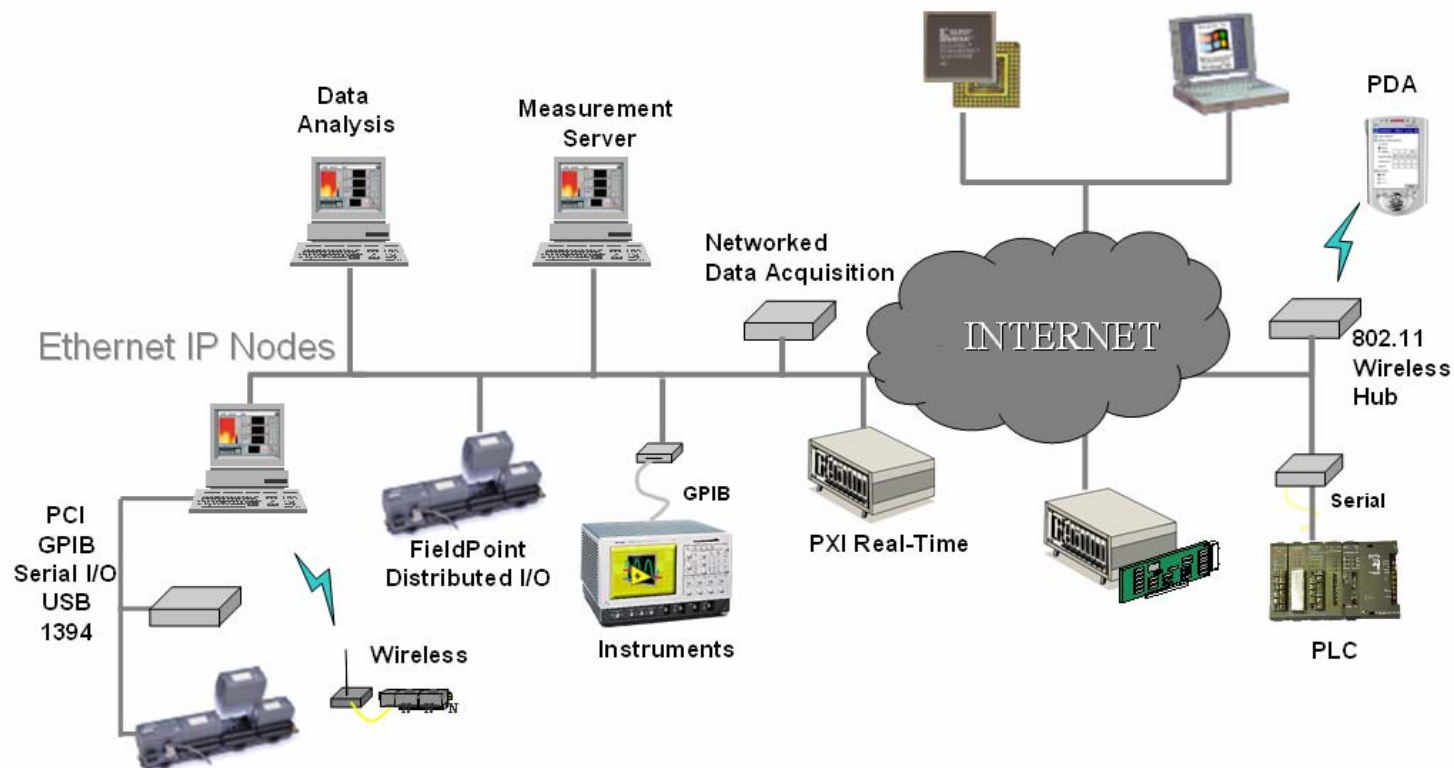 Data
Analysis
Measurement
Server
PDA
Networked
Data Acquisition
Ethernet IP Nodes
INTERNET
802.11
Wireless
Hub
PCI
GPIB
Serial I/O
USB
1394
FieldPoint
Distributed I/O
GPIB
PXI Real-Time
Serial
Wireless
Instruments
PLC